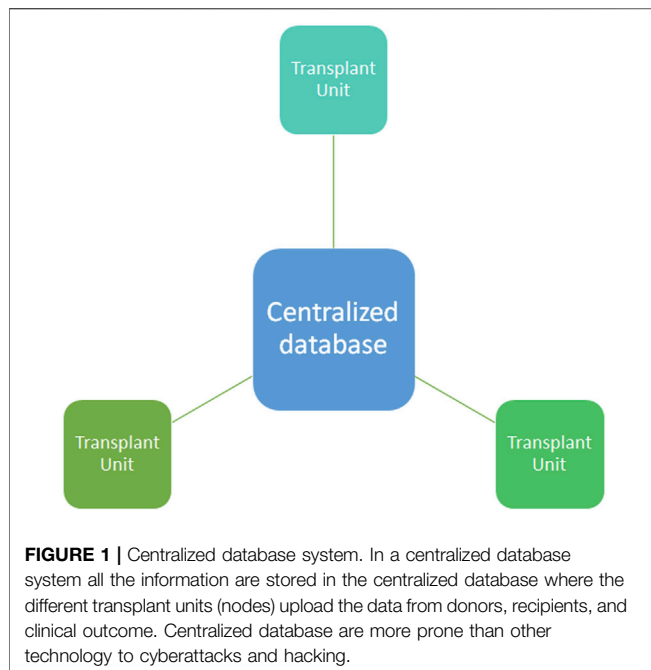 Transplant
Unit
Centralized
database
Transplant
Unit
Transplant
Unit
FIGURE 1 | Centralized database system. In a centralized database
system all the information are stored in the centralized database where the
different transplant units (nodes) upload the data from donors, recipients, and
clinical outcome. Centralized database are more prone than other
technology to cyberattacks and hacking.